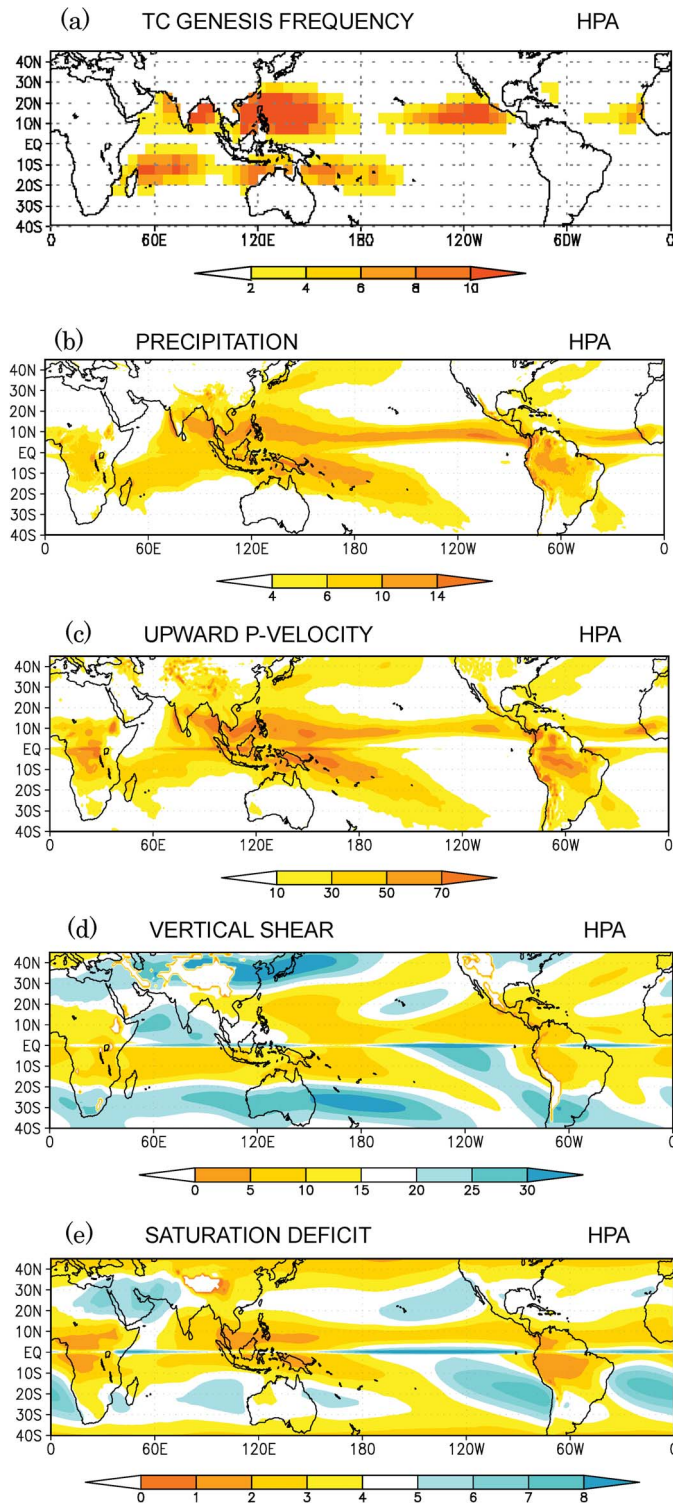 (a) TC GENESIS FREQUENCY HPA
40N
30N
20N
10N
EQ
10S
20S
30S
40S
0 60E 120E 180 120W 60W 0
2 4 6 8 10
(b) PRECIPITATION HPA
40N
30N
20N
10N
EQ
10S
20S
30S
40S
60E 120E 180 120W 60W 0
4 6 10 14
(c) UPWARD P-VELOCITY HPA
40N
30N
20N
10N
EQ
10S
20S
30S
40S
0 60E 120E 180 120W 60W 0
10 30 50 70
(d) VERTICAL SHEAR HPA
40N
30N
20N
10N
EQ
10S
20S
30S
40S
0 60E 120E 180 120W 60W 0
0 5 10 15 20 25 30
(e) SATURATION DEFICIT HPA
40N
30N
20N
10N
EQ
10S
20S
30S
40S
0 60E 120E 180 120W 60W 0
0 1 2 3 4 5 6 7 8